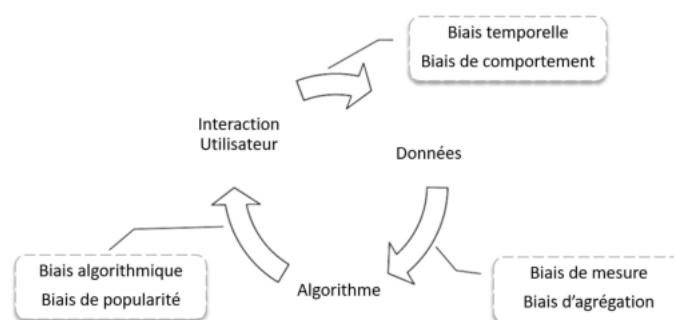 Biais temporelle
Biais de comportement
Interaction
Utilisateur
Données
Biais algorithmique
Biais de popularité
Algorithme
Biais de mesure
Biais d'agrégation